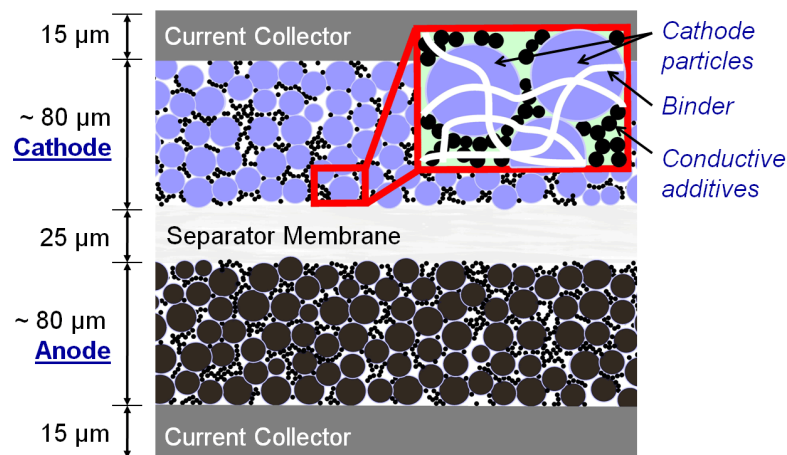 15 µm
Current Collector
Cathode
particles
~ 80 µm
Cathode
Binder
Conductive
additives
25 µm
Separator Membrane
~ 80 µm
Anode
15 µm
Current Collector